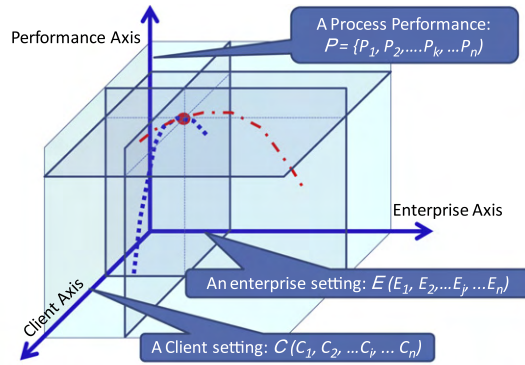 Performance Axis
A Process Performance:
P = {P1, P2,....Pk, ...Pn)
Enterprise Axis
An enterprise setting: E (E1, E2,...Ej, ...En)
Client Axis
A Client setting: C (C1, C2, ...Ci, ... Cn)